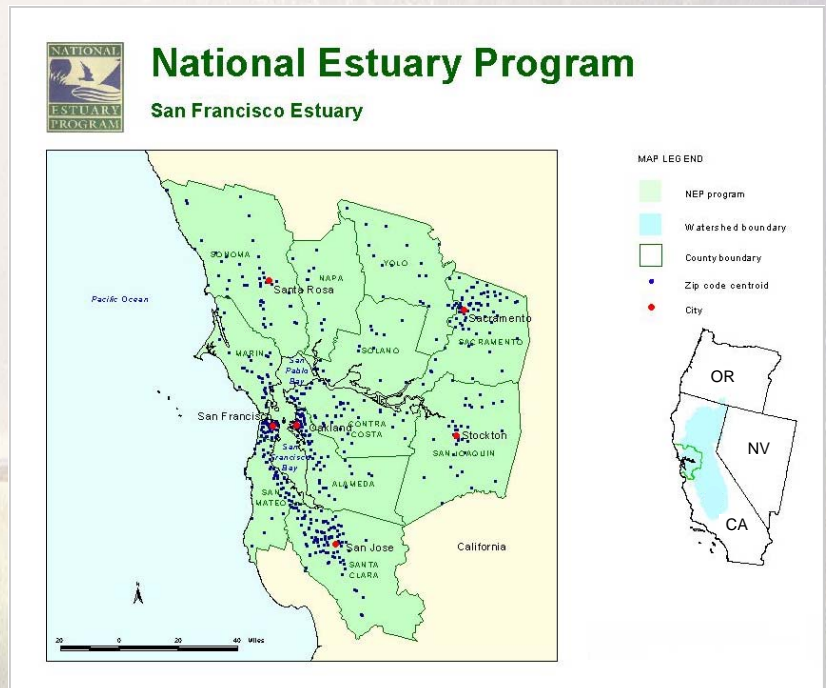 NATIONAL
ESTUARY
PROGRAM
National Estuary Program
San Francisco Estuary
MAP LEGEND
NEP program
Watershed boundary
County boundary
Zip code centroid
City
SONOMA
NAPA
YOLO
Santa Rosa
Pacific Ocean
Sacramento
SACRAMENTO
SOLANO
MARIN
San
Pablo
Bay
San Francisco
Oakland
CONTRA
COSTA
Stockton
SAN JOAQUIN
San
Francisco
Bay
ALAMEDA
SAN
MATEO
San Jose
SANTA
CLARA
California
OR
NV
CA
N
20 0 20 40 Miles